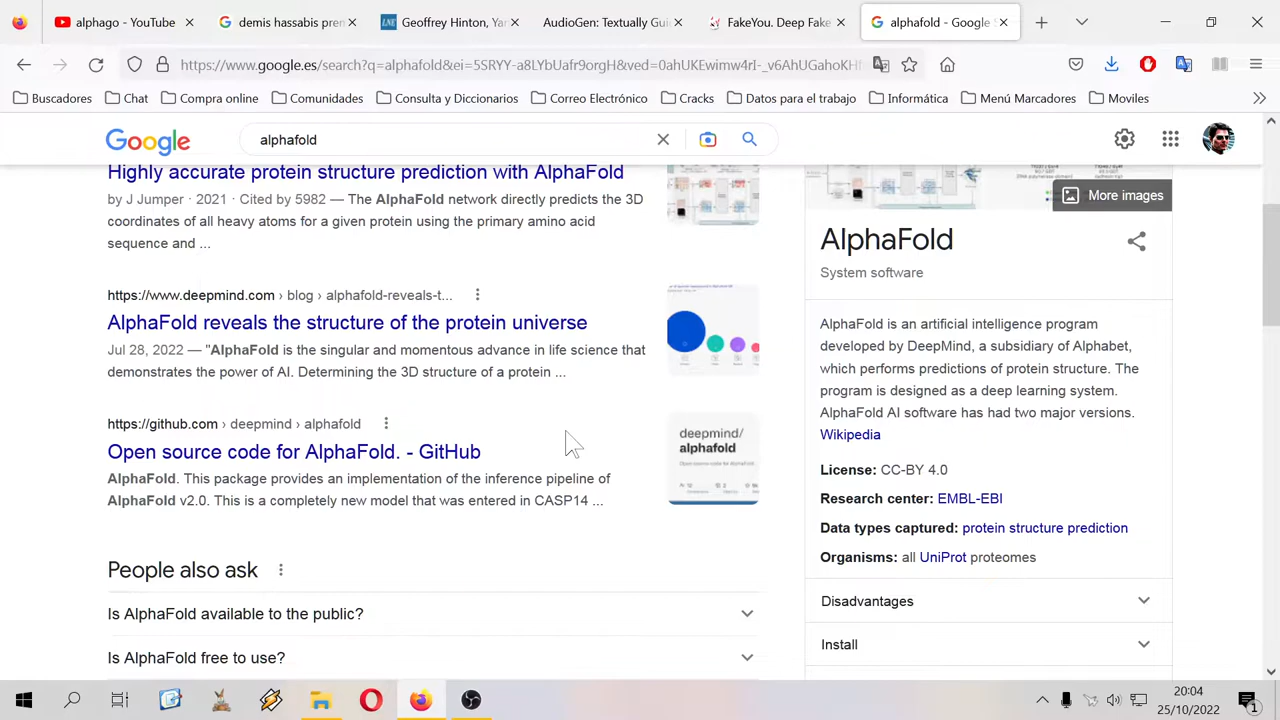 alphago - YouTube
demis hassabis pren
Geoffrey Hinton, Yan
AudioGen: Textually Gui
FakeYou. Deep Fake
alphafold - Google S
https://www.google.es/search?q=alphafold&ei=5SRYY-a8LYbUafr9orgH&ved=0ahUKEwimw4rI-_v6AhUGahoKH
Buscadores
Chat
Compra online
Comunidades
Consulta y Diccionarios
Correo Electrónico
Cracks
Datos para el trabajo
Informática
Menú Marcadores
Moviles
Google
alphafold
Highly accurate protein structure prediction with AlphaFold
by J Jumper · 2021 · Cited by 5982 — The AlphaFold network directly predicts the 3D
coordinates of all heavy atoms for a given protein using the primary amino acid
sequence and ...
https://www.deepmind.com › blog › alphafold-reveals-t...
AlphaFold reveals the structure of the protein universe
Jul 28, 2022 — "AlphaFold is the singular and momentous advance in life science that
demonstrates the power of AI. Determining the 3D structure of a protein ...
https://github.com › deepmind › alphafold
Open source code for AlphaFold. - GitHub
AlphaFold. This package provides an implementation of the inference pipeline of
AlphaFold v2.0. This is a completely new model that was entered in CASP14 ...
deepmind/
alphafold
Open source code for AlphaFold.
People also ask
Is AlphaFold available to the public?
Is AlphaFold free to use?
More images
AlphaFold
System software
AlphaFold is an artificial intelligence program
developed by DeepMind, a subsidiary of Alphabet,
which performs predictions of protein structure. The
program is designed as a deep learning system.
AlphaFold AI software has had two major versions.
Wikipedia
License: CC-BY 4.0
Research center: EMBL-EBI
Data types captured: protein structure prediction
Organisms: all UniProt proteomes
Disadvantages
Install
20:04
25/10/2022
1